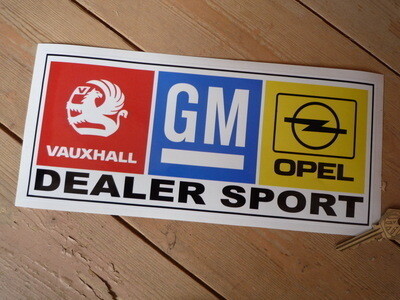 VAUXHALL
GM
OPEL
DEALER SPORT